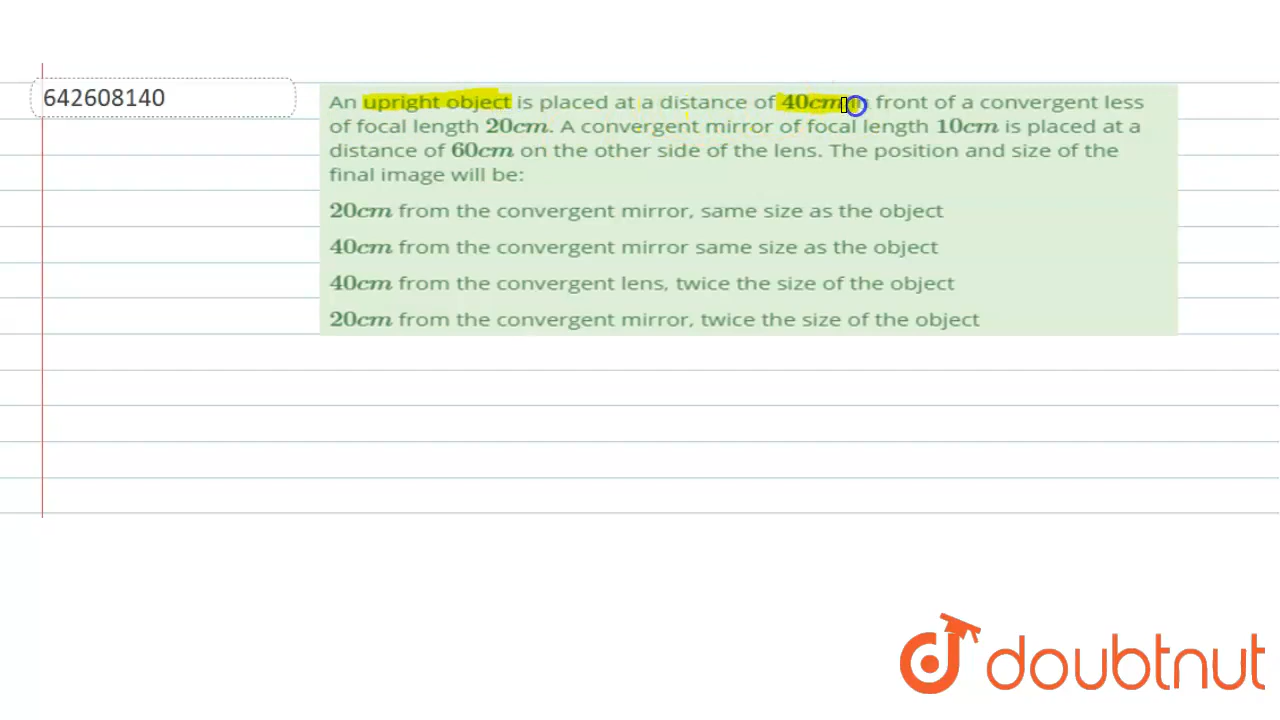 642608140
An upright object is placed at a distance of 40cm in front of a convergent less
of focal length 20cm. A convergent mirror of focal length 10cm is placed at a
distance of 60cm on the other side of the lens. The position and size of the
final image will be:
20cm from the convergent mirror, same size as the object
40cm from the convergent mirror same size as the object
40cm from the convergent lens, twice the size of the object
20cm from the convergent mirror, twice the size of the object
doubtnut